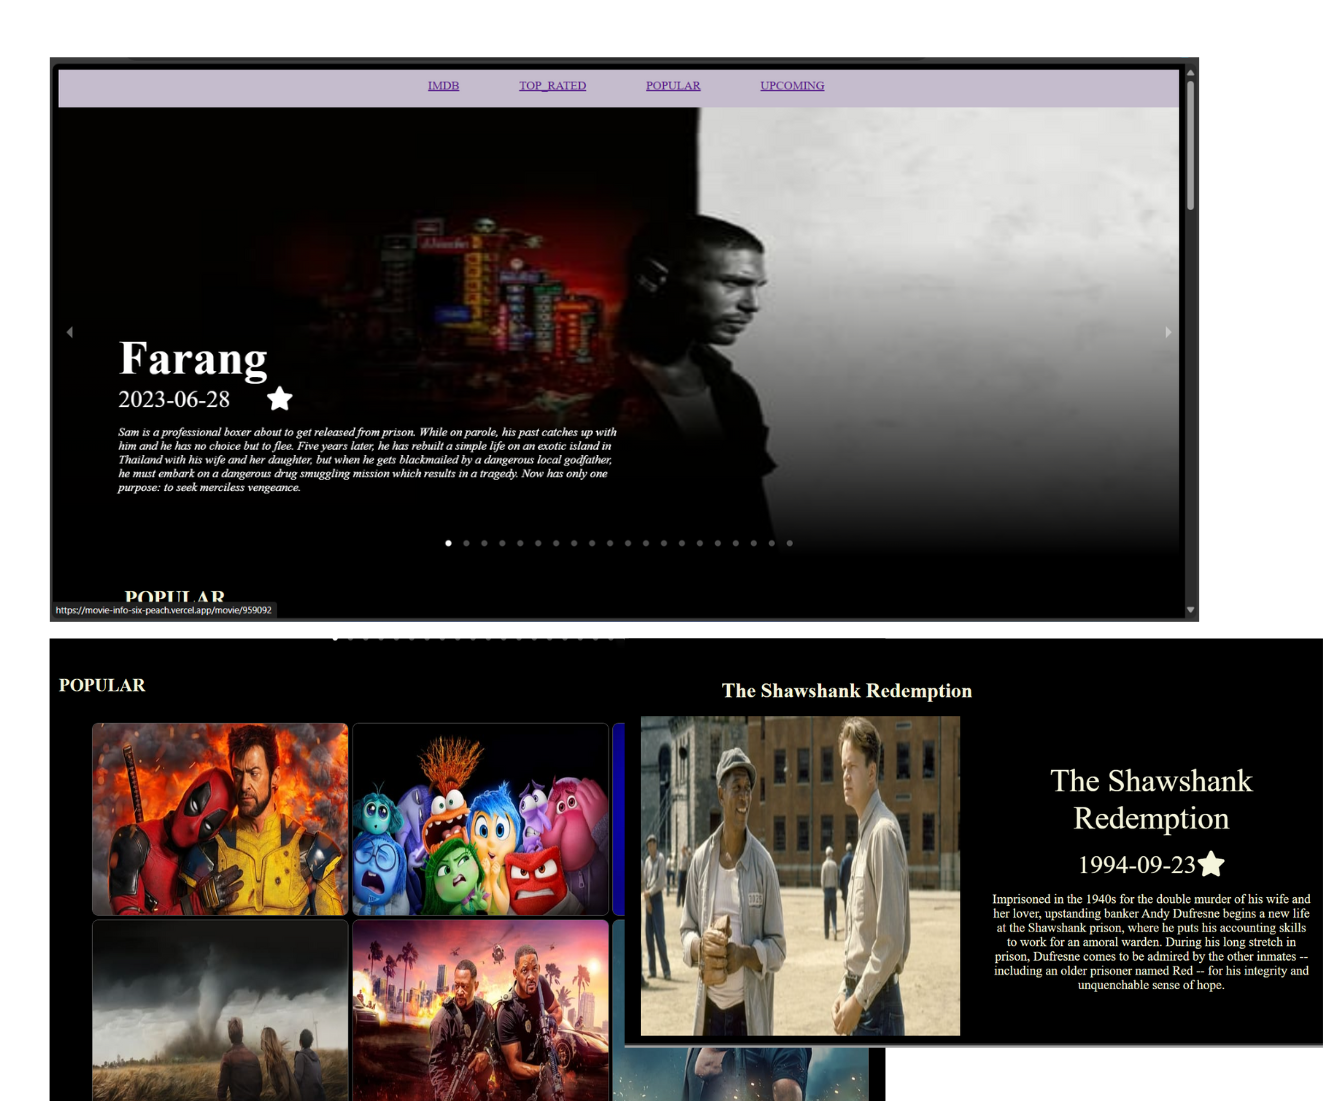 IMDB TOP_RATED POPULAR UPCOMING
Farang
2023-06-28
Sam is a professional boxer about to get released from prison. While on parole, his past catches up with
him and he has no choice but to flee. Five years later, he has rebuilt a simple life on an exotic island in
Thailand with his wife and her daughter, but when he gets blackmailed by a dangerous local godfather,
he must embark on a dangerous drug smuggling mission which results in a tragedy. Now has only one
purpose: to seek merciless vengeance.
POPULAR
https://movie-info-six-peach.vercel.app/movie/959092
POPULAR
The Shawshank Redemption
The Shawshank
Redemption
1994-09-23
Imprisoned in the 1940s for the double murder of his wife and
her lover, upstanding banker Andy Dufresne begins a new life
at the Shawshank prison, where he puts his accounting skills
to work for an amoral warden. During his long stretch in
prison, Dufresne comes to be admired by the other inmates --
including an older prisoner named Red -- for his integrity and
unquenchable sense of hope.